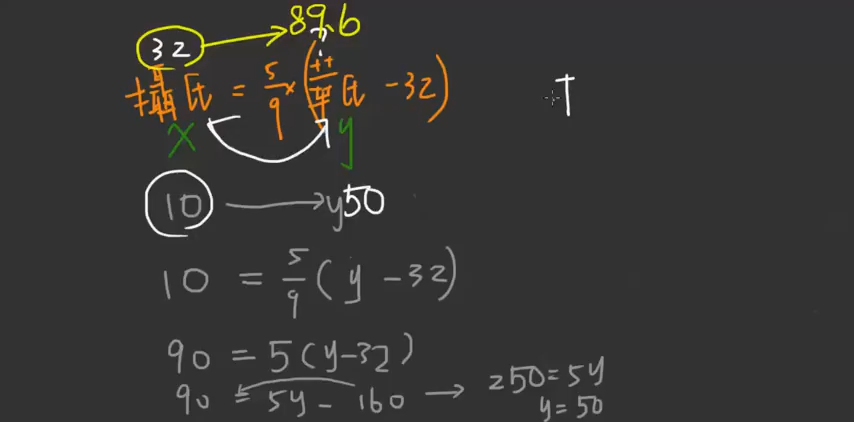 32 → 89.6
攝氏 = 5/9 × (華氏 - 32)
x y
T
10 → y50
10 = 5/9 (y - 32)
90 = 5(y-32)
90 = 5y - 160 → 250=5y
y=50